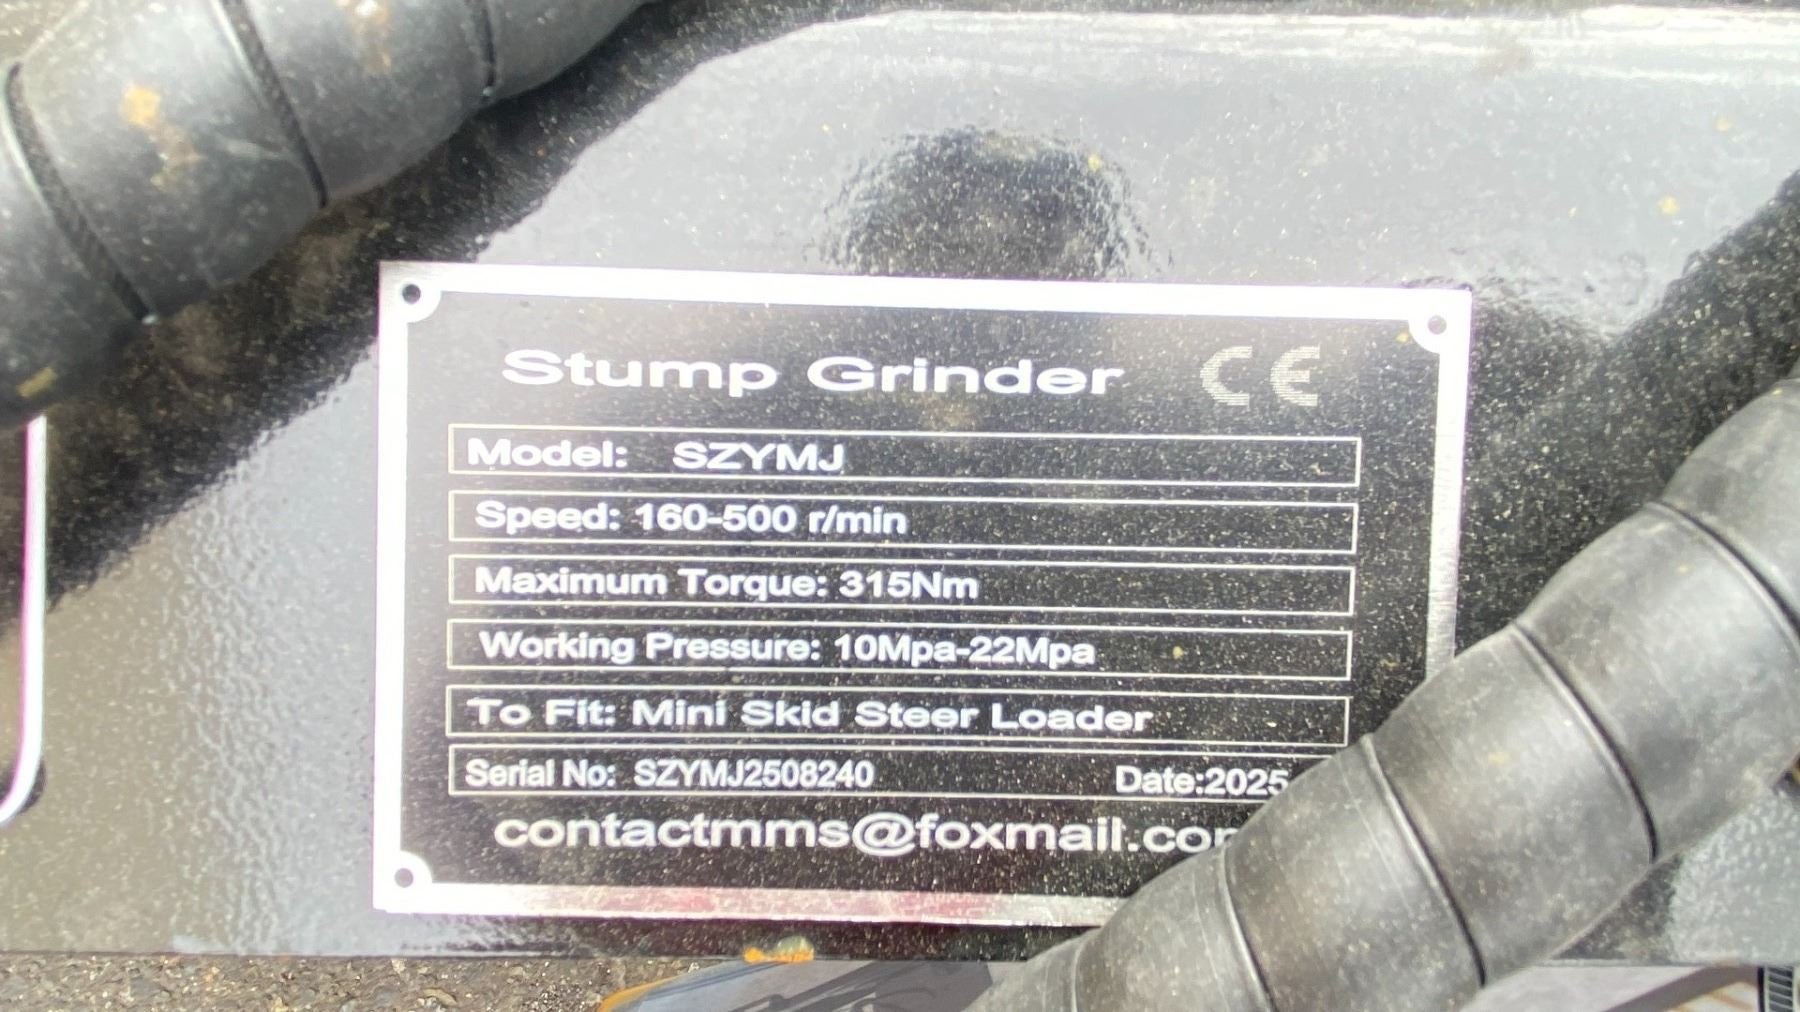 Stump Grinder CE
Model: SZYMJ
Speed: 160-500 r/min
Maximum Torque: 315Nm
Working Pressure: 10Mpa-22Mpa
To Fit: Mini Skid Steer Loader
Serial No: SZYMJ2508240 Date:2025
contactmms@foxmail.co